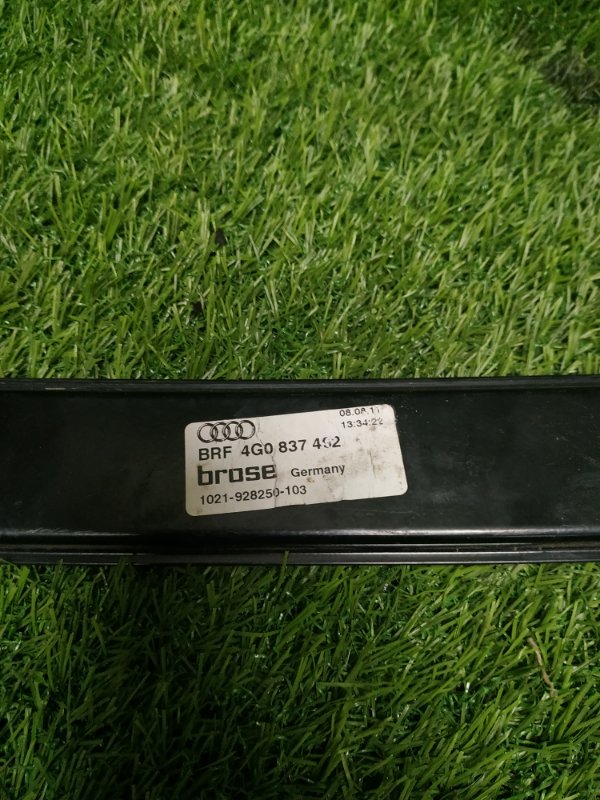 08.08.11
13:34:22
BRF 4G0 837 462
brose Germany
1021-928250-103